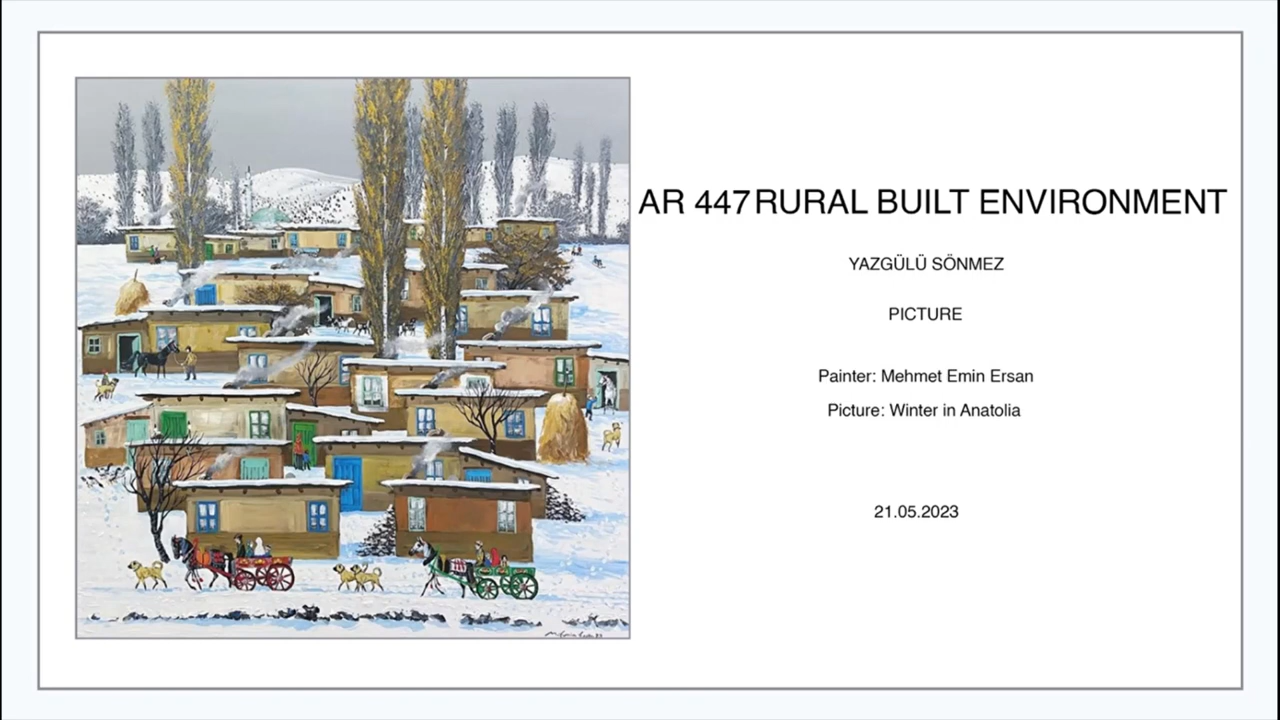 AR 447 RURAL BUILT ENVIRONMENT
YAZGÜLÜ SÖNMEZ
PICTURE
Painter: Mehmet Emin Ersan
Picture: Winter in Anatolia
21.05.2023